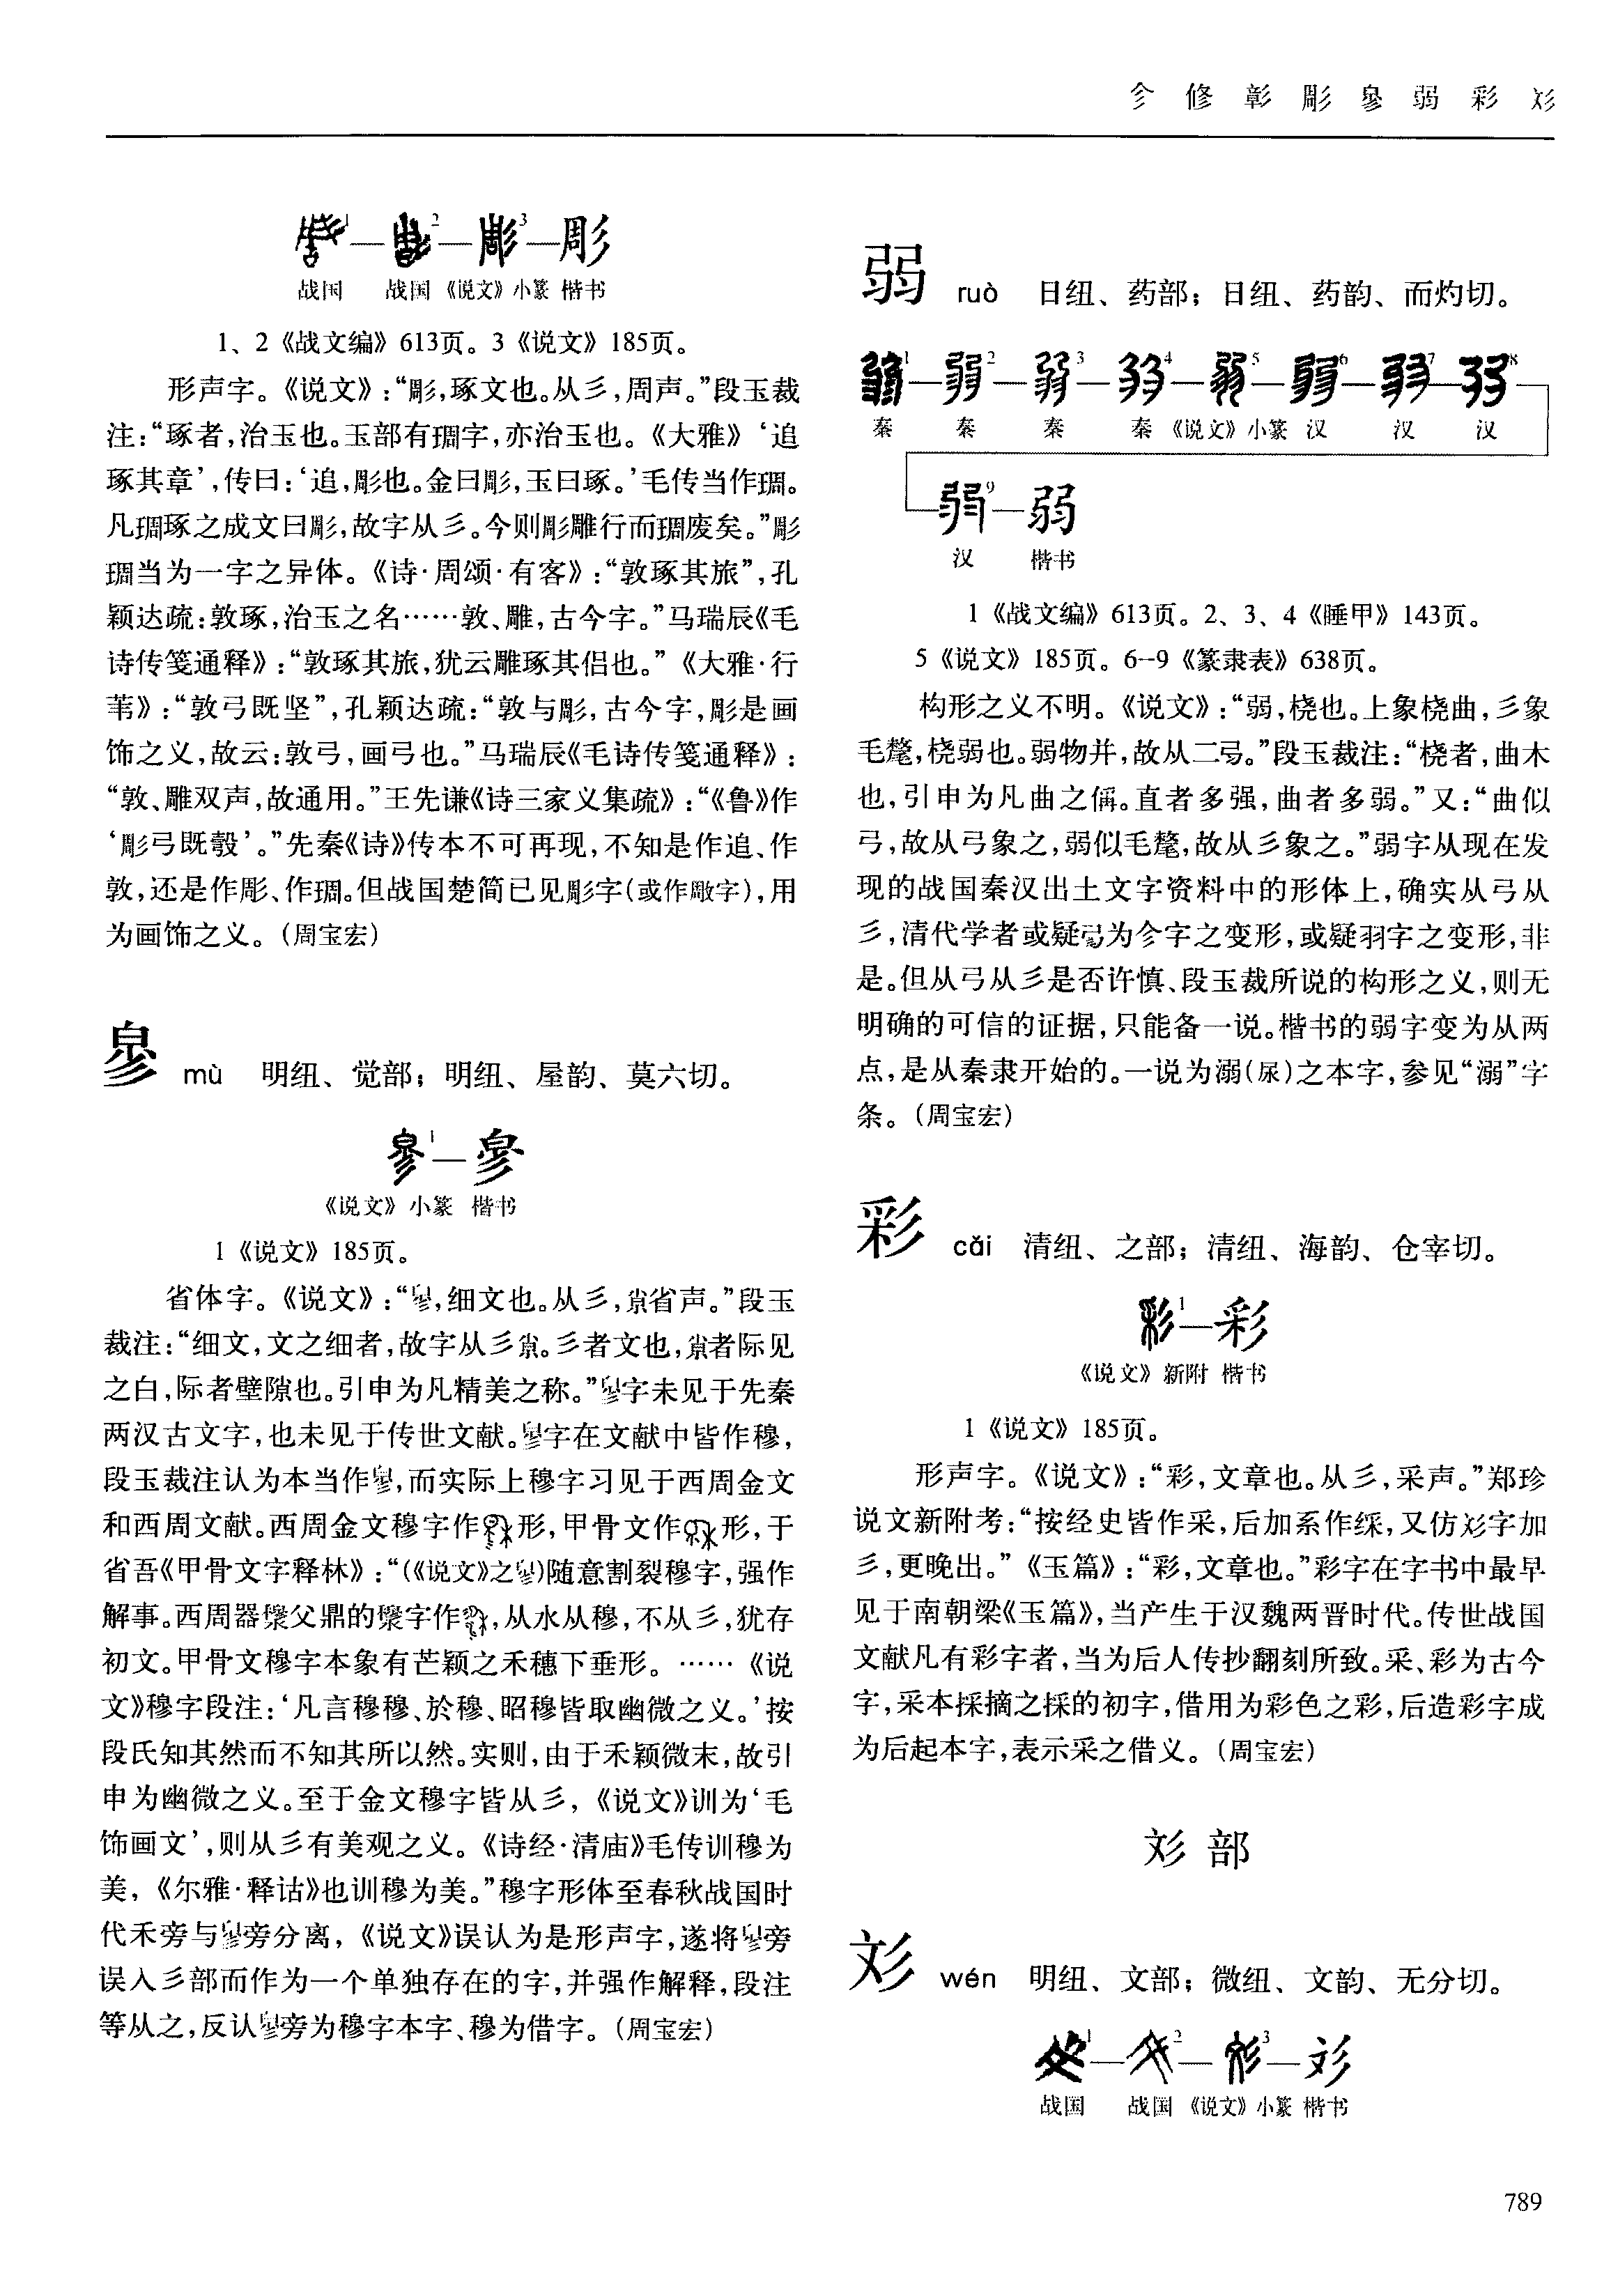 㐱 修 彰 彫 㣎 弱 彩 彣
1—2—3—彫
战国 战国《说文》小篆 楷书
1、2《战文编》613页。3《说文》185页。
形声字。《说文》:“彫,琢文也。从彡,周声。”段玉裁
注:“琢者,治玉也。玉部有琱字,亦治玉也。《大雅》‘追
琢其章’,传曰:‘追,彫也。金曰彫,玉曰琢。’毛传当作琱。
凡琱琢之成文曰彫,故字从彡。今则彫雕行而琱废矣。”彫
琱当为一字之异体。《诗·周颂·有客》:“敦琢其旅”,孔
颖达疏:敦琢,治玉之名……敦、雕,古今字。”马瑞辰《毛
诗传笺通释》:“敦琢其旅,犹云雕琢其侣也。”《大雅·行
苇》:“敦弓既坚”,孔颖达疏:“敦与彫,古今字,彫是画
饰之义,故云:敦弓,画弓也。”马瑞辰《毛诗传笺通释》:
“敦、雕双声,故通用。”王先谦《诗三家义集疏》:“《鲁》作
‘彫弓既彀’。”先秦《诗》传本不可再现,不知是作追、作
敦,还是作彫、作琱。但战国楚简已见彫字(或作敿字),用
为画饰之义。(周宝宏)
㣎 mù 明纽、觉部;明纽、屋韵、莫六切。
1—㣎
《说文》小篆 楷书
1《说文》185页。
省体字。《说文》:“㣎,细文也。从彡,㡭省声。”段玉
裁注:“细文,文之细者,故字从彡㡭。彡者文也,㡭者际见
之白,际者壁隙也。引申为凡精美之称。”㣎字未见于先秦
两汉古文字,也未见于传世文献。㣎字在文献中皆作穆,
段玉裁注认为本当作㣎,而实际上穆字习见于西周金文
和西周文献。西周金文穆字作形,甲骨文作形,于
省吾《甲骨文字释林》:“(《说文》之㣎)随意割裂穆字,强作
解事。西周器父鼎的字作,从水从穆,不从彡,犹存
初文。甲骨文穆字本象有芒颖之禾穗下垂形。……《说
文》穆字段注:‘凡言穆穆、於穆、昭穆皆取幽微之义。’按
段氏知其然而不知其所以然。实则,由于禾颖微末,故引
申为幽微之义。至于金文穆字皆从彡,《说文》训为‘毛
饰画文’,则从彡有美观之义。《诗经·清庙》毛传训穆为
美,《尔雅·释诂》也训穆为美。”穆字形体至春秋战国时
代禾旁与㣎旁分离,《说文》误认为是形声字,遂将㣎旁
误入彡部而作为一个单独存在的字,并强作解释,段注
等从之,反认㣎旁为穆字本字、穆为借字。(周宝宏)
弱 ruò 日纽、药部;日纽、药韵、而灼切。
1—2—3—4—5—6—7—8
秦 秦 秦 秦《说文》小篆 汉 汉 汉
9—弱
汉 楷书
1《战文编》613页。2、3、4《睡甲》143页。
5《说文》185页。6–9《篆隶表》638页。
构形之义不明。《说文》:“弱,桡也。上象桡曲,彡象
毛氂,桡弱也。弱物并,故从二。”段玉裁注:“桡者,曲木
也,引申为凡曲之偁。直者多强,曲者多弱。”又:“曲似
弓,故从弓象之,弱似毛氂,故从彡象之。”弱字从现在发
现的战国秦汉出土文字资料中的形体上,确实从弓从
彡,清代学者或疑为㐱字之变形,或疑羽字之变形,非
是。但从弓从彡是否许慎、段玉裁所说的构形之义,则无
明确的可信的证据,只能备一说。楷书的弱字变为从两
点,是从秦隶开始的。一说为溺(尿)之本字,参见“溺”字
条。(周宝宏)
彩 cǎi 清纽、之部;清纽、海韵、仓宰切。
1—彩
《说文》新附 楷书
1《说文》185页。
形声字。《说文》:“彩,文章也。从彡,采声。”郑珍
说文新附考:“按经史皆作采,后加系作綵,又仿彣字加
彡,更晚出。”《玉篇》:“彩,文章也。”彩字在字书中最早
见于南朝梁《玉篇》,当产生于汉魏两晋时代。传世战国
文献凡有彩字者,当为后人传抄翻刻所致。采、彩为古今
字,采本採摘之採的初字,借用为彩色之彩,后造彩字成
为后起本字,表示采之借义。(周宝宏)
彣 部
彣 wén 明纽、文部;微纽、文韵、无分切。
1—2—3—彣
战国 战国《说文》小篆 楷书
789